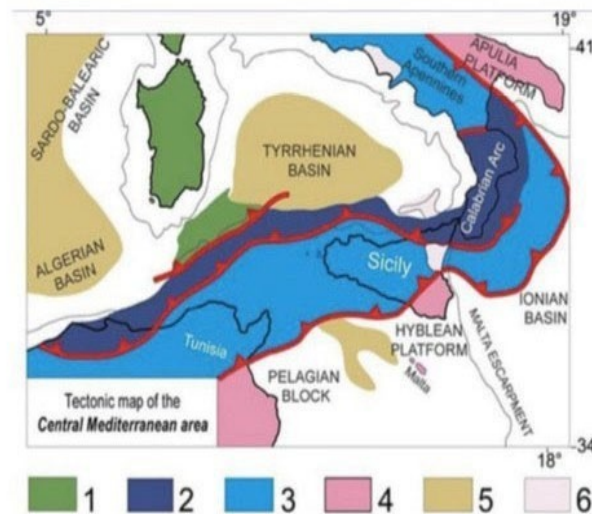 5°
19°
41
APULIA
PLATFORM
Southern
Apennines
SARDO-BALEARIC
BASIN
TYRRHENIAN
BASIN
Calabrian Arc
ALGERIAN
BASIN
Sicily
IONIAN
BASIN
Tunisia
HYBLEAN
PLATFORM
MALTA ESCARPMENT
PELAGIAN
BLOCK
Malta
Tectonic map of the
Central Mediterranean area
34
18°
1 2 3 4 5 6